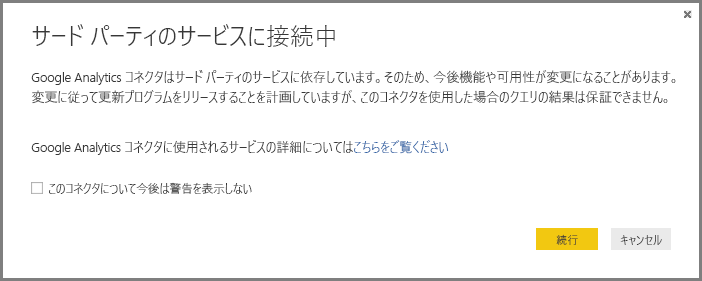 サード パーティのサービスに接続中
Google Analytics コネクタはサード パーティのサービスに依存しています。そのため、今後機能や可用性が変更になることがあります。
変更に従って更新プログラムをリリースすることを計画していますが、このコネクタを使用した場合のクエリの結果は保証できません。
Google Analytics コネクタに使用されるサービスの詳細についてはこちらをご覧ください
このコネクタについて今後は警告を表示しない
続行 キャンセル